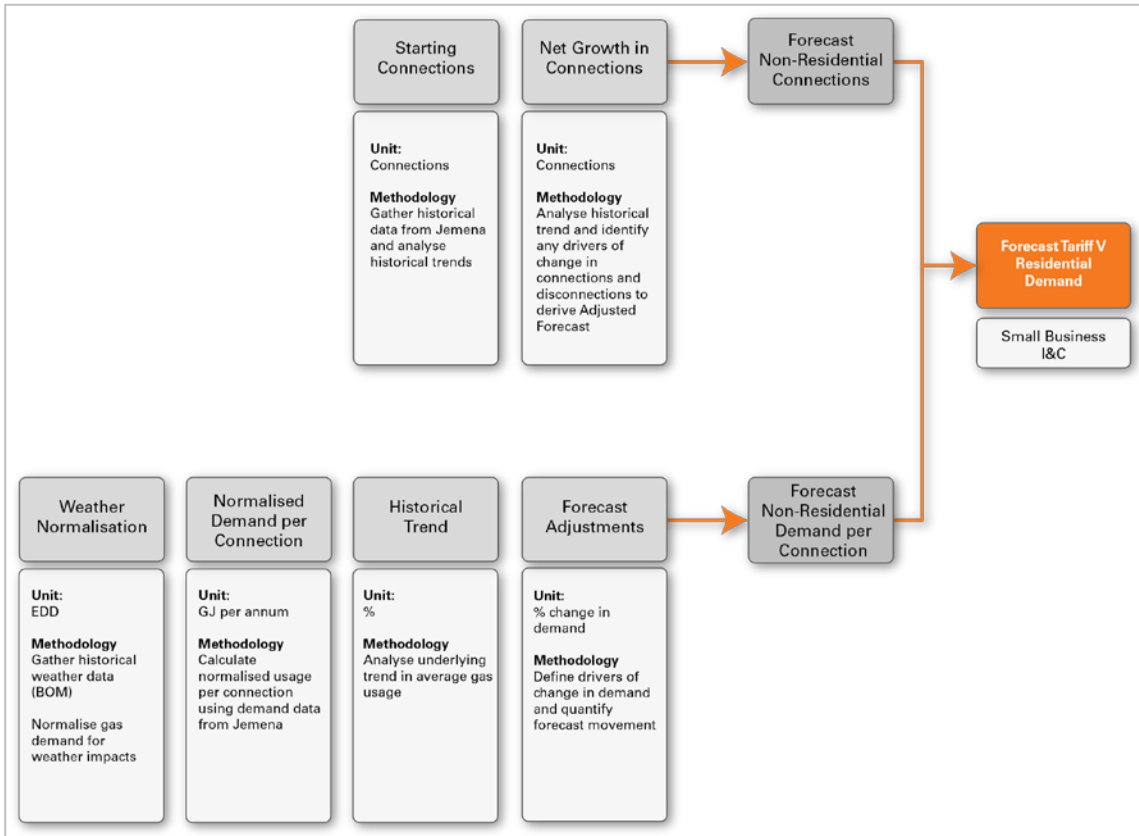 Starting
Connections
Net Growth in
Connections
Forecast
Non-Residential
Connections
Unit:
Connections
Methodology
Gather historical
data from Jemena
and analyse
historical trends
Unit:
Connections
Methodology
Analyse historical
trend and identify
any drivers of
change in
connections and
disconnections to
derive Adjusted
Forecast
Forecast Tariff V
Residential
Demand
Small Business
I&C
Weather
Normalisation
Normalised
Demand per
Connection
Historical
Trend
Forecast
Adjustments
Forecast
Non-Residential
Demand per
Connection
Unit:
EDD
Methodology
Gather historical
weather data
(BOM)
Normalise gas
demand for
weather impacts
Unit:
GJ per annum
Methodology
Calculate
normalised usage
per connection
using demand data
from Jemena
Unit:
%
Methodology
Analyse underlying
trend in average gas
usage
Unit:
% change in
demand
Methodology
Define drivers of
change in demand
and quantify
forecast movement